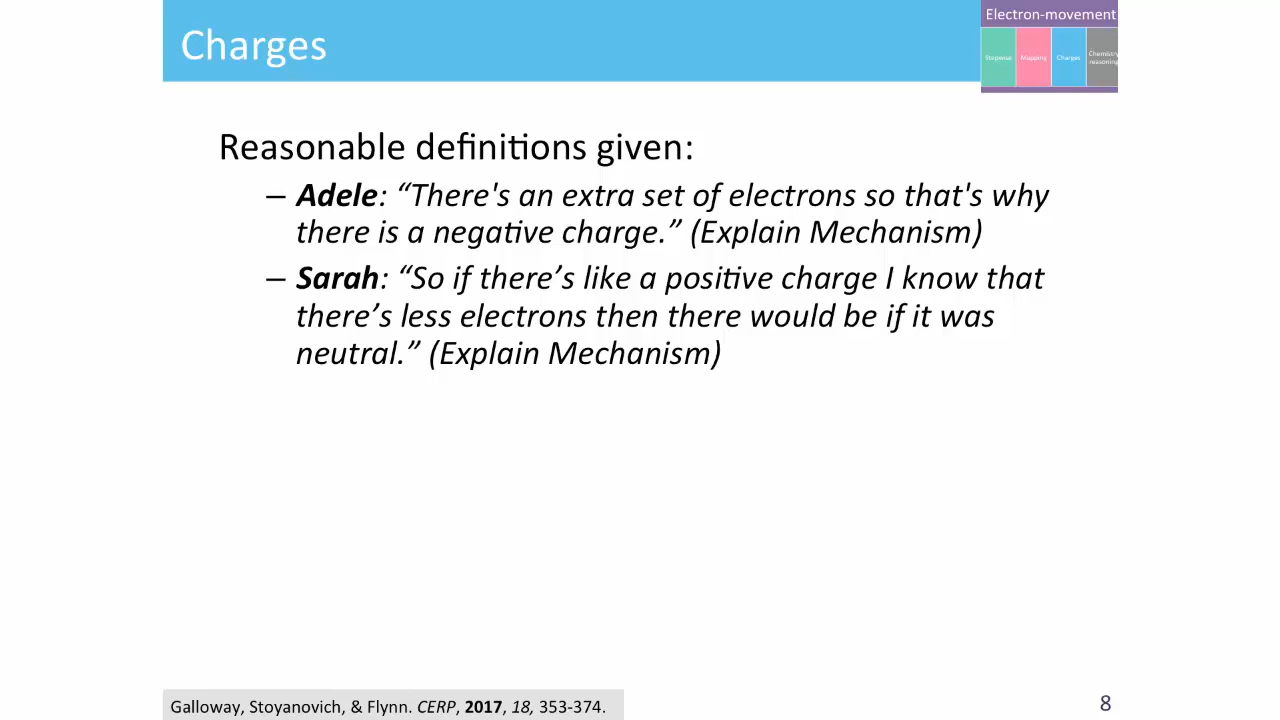 Charges
Electron-movement
Stepwise
Mapping
Charges
Chemistry
reasoning
Reasonable definitions given:
– Adele: “There's an extra set of electrons so that's why
there is a negative charge.” (Explain Mechanism)
– Sarah: “So if there’s like a positive charge I know that
there’s less electrons then there would be if it was
neutral.” (Explain Mechanism)
Galloway, Stoyanovich, & Flynn. CERP, 2017, 18, 353-374.
8